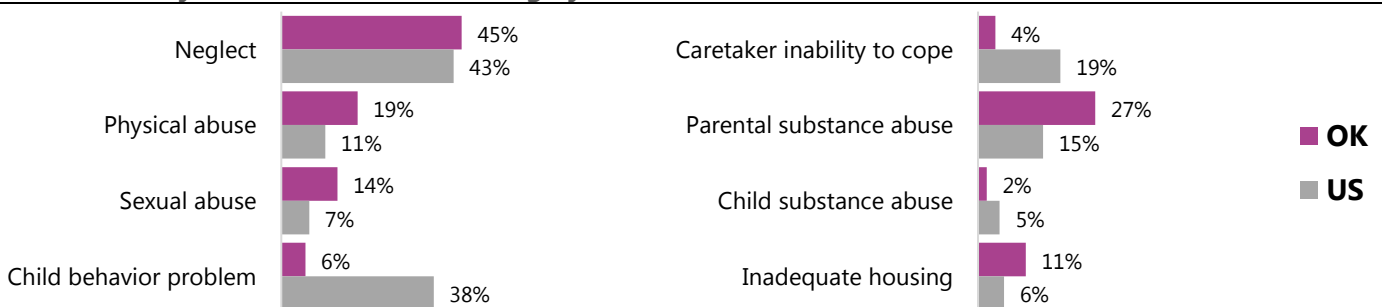 Neglect
45%
43%
Physical abuse
19%
11%
Sexual abuse
14%
7%
Child behavior problem
6%
38%
Caretaker inability to cope
4%
19%
Parental substance abuse
27%
15%
Child substance abuse
2%
5%
Inadequate housing
11%
6%
OK
US